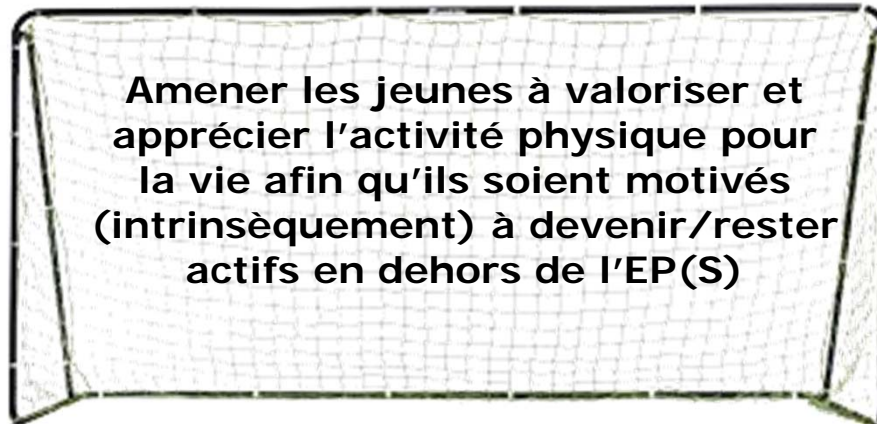 Amener les jeunes à valoriser et
apprécier l’activité physique pour
la vie afin qu’ils soient motivés
(intrinsèquement) à devenir/rester
actifs en dehors de l’EP(S)